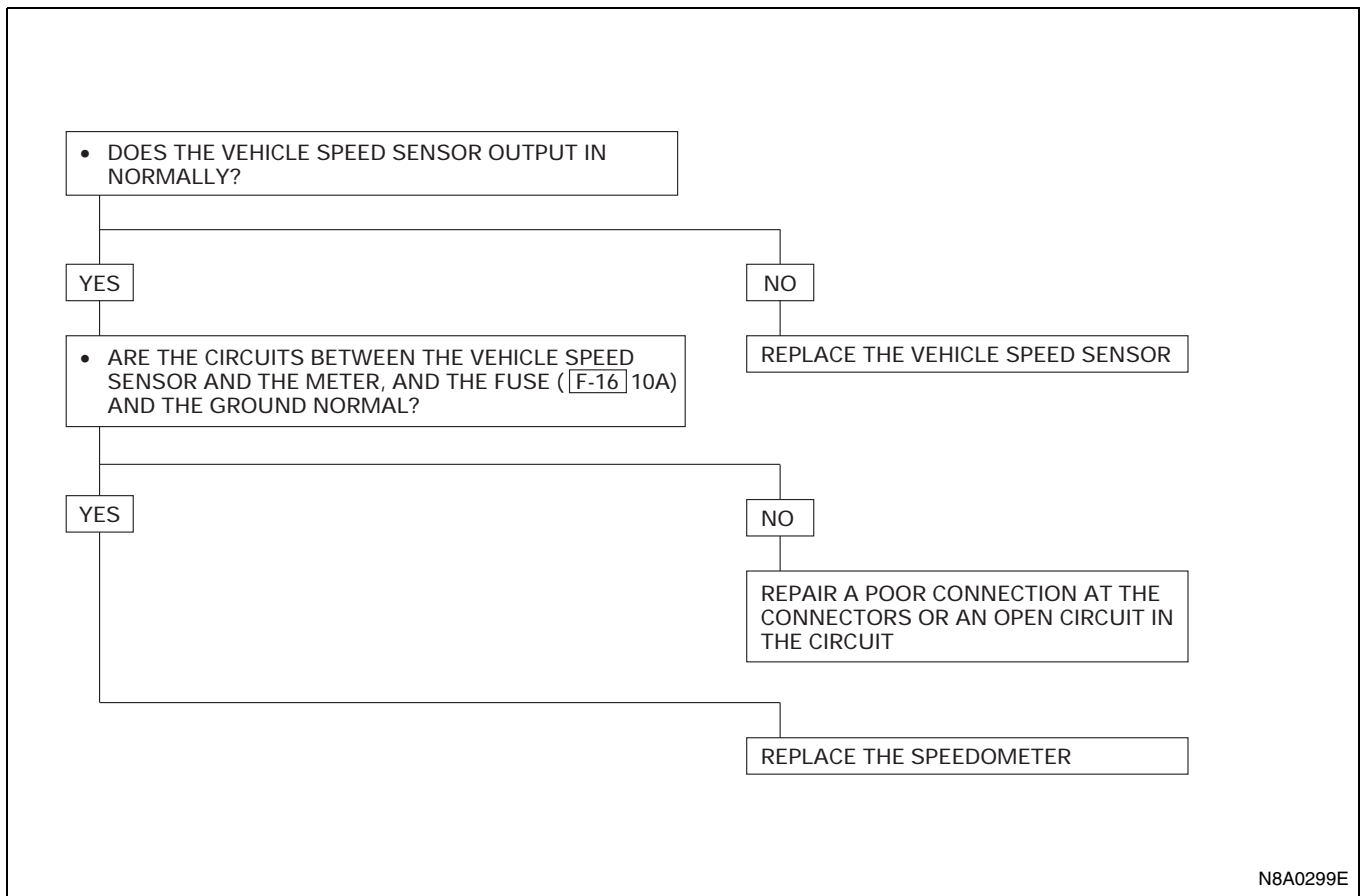 • DOES THE VEHICLE SPEED SENSOR OUTPUT IN
NORMALLY?
YES
NO
• ARE THE CIRCUITS BETWEEN THE VEHICLE SPEED
SENSOR AND THE METER, AND THE FUSE ( F-16 10A)
AND THE GROUND NORMAL?
REPLACE THE VEHICLE SPEED SENSOR
YES
NO
REPAIR A POOR CONNECTION AT THE
CONNECTORS OR AN OPEN CIRCUIT IN
THE CIRCUIT
REPLACE THE SPEEDOMETER
N8A0299E